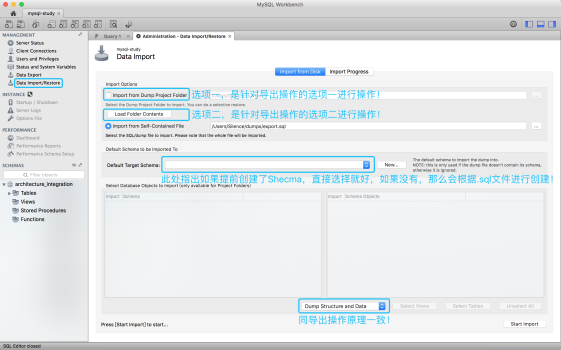 MySQL Workbench
mysql-study
MANAGEMENT
Server Status
Client Connections
Users and Privileges
Status and System Variables
Data Export
Data Import/Restore
INSTANCE
Startup / Shutdown
Server Logs
Options File
PERFORMANCE
Dashboard
Performance Reports
Performance Schema Setup
SCHEMAS
Filter objects
architecture_integration
Tables
Views
Stored Procedures
Functions
SQL Editor closed
Query 1
Administration - Data Import/Restore
mysql-study
Data Import
Import from Disk Import Progress
Import Options
Import from Dump Project Folder 选项一，是针对导出操作的选项一进行操作！
Select the Dump Project Folder to import. You can do a selective restore.
Load Folder Contents 选项二，是针对导出操作的选项二进行操作！
Import from Self-Contained File /Users/Silence/dumps/export.sql ...
Select the SQL/dump file to import. Please note that the whole file will be imported.
Default Schema to be Imported To
Default Target Schema: New... The default schema to import the dump into.
NOTE: this is only used if the dump file doesn't contain its schema,
otherwise it is ignored.
此处指出如果提前创建了Shecma，直接选择就好，如果没有，那么会根据.sql文件进行创建！
Select Database Objects to Import (only available for Project Folders)
Import Schema Import Schema Objects
Dump Structure and Data Select Views Select Tables Unselect All
同导出操作原理一致！
Press [Start Import] to start... Start Import